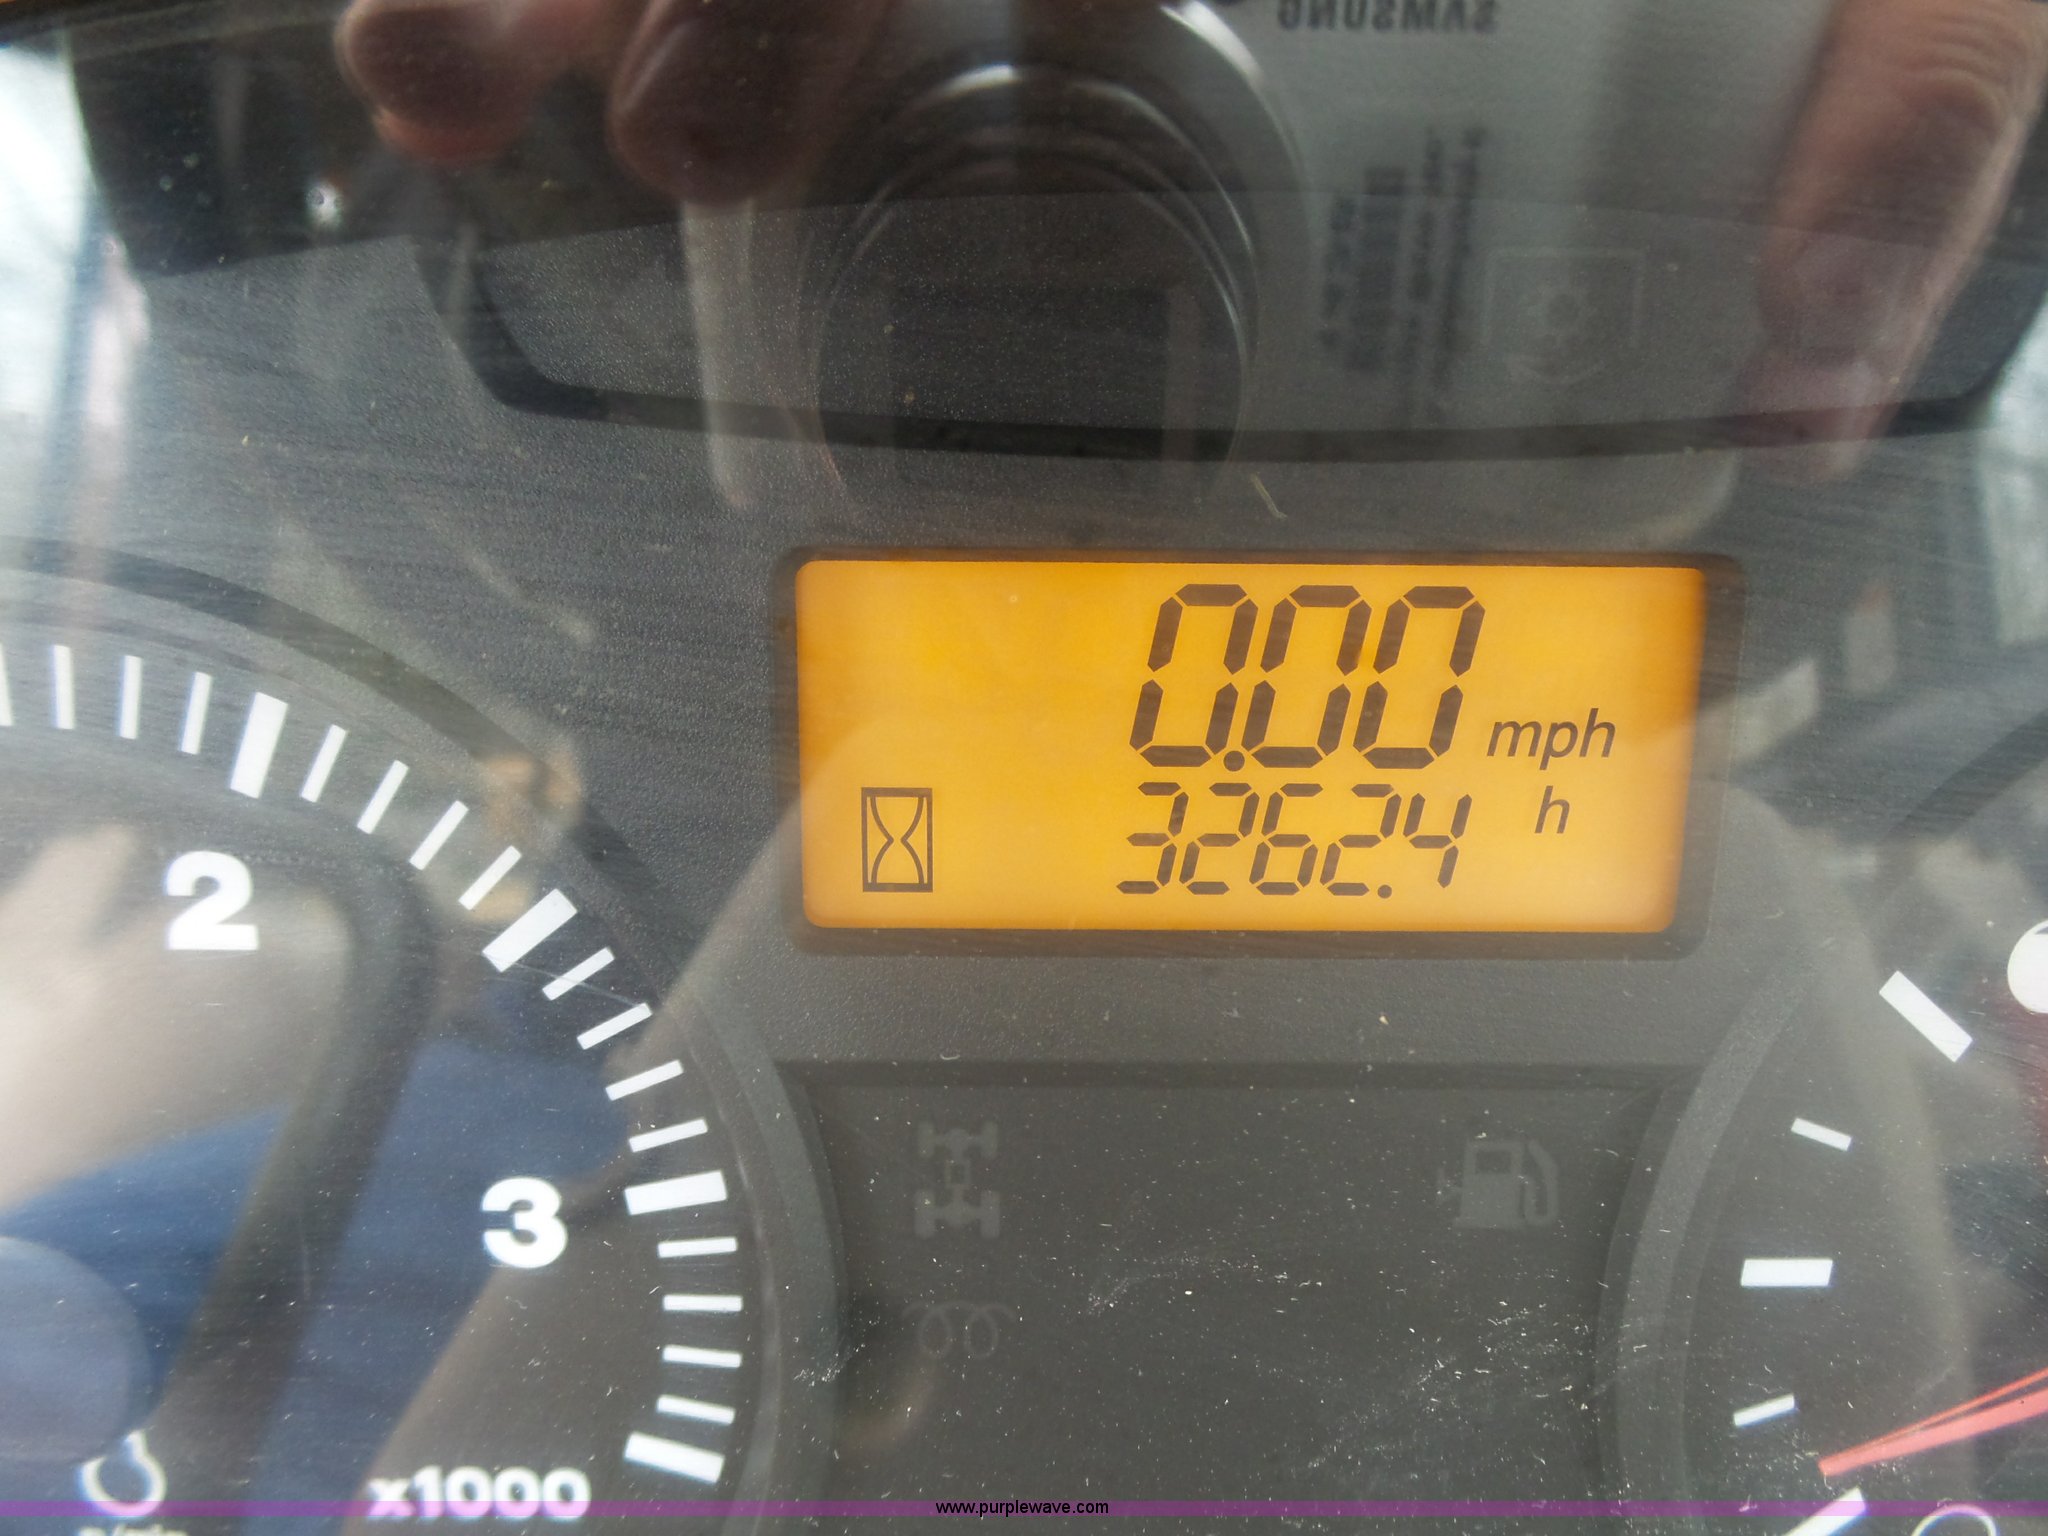 SAMSUNG
0.00 mph
3262.4 h
2
3
x1000
www.purplewave.com